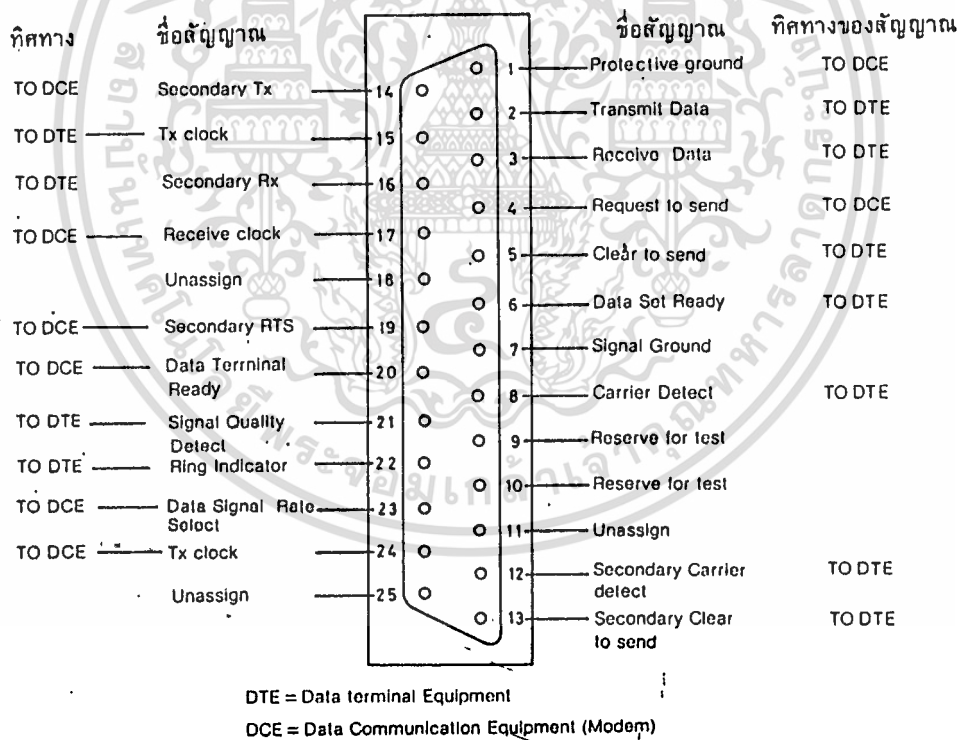 ทิศทาง ชื่อสัญญาณ ชื่อสัญญาณ ทิศทางของสัญญาณ
1 Protective ground TO DCE
TO DCE Secondary Tx 14
2 Transmit Data TO DTE
TO DTE Tx clock 15
3 Receive Data TO DTE
TO DTE Secondary Rx 16
4 Request to send TO DCE
TO DCE Receive clock 17
5 Clear to send TO DTE
Unassign 18
6 Data Set Ready TO DTE
TO DCE Secondary RTS 19
7 Signal Ground
TO DCE Data Terminal 20
Ready
8 Carrier Detect TO DTE
TO DTE Signal Quality 21
Detect
9 Reserve for test
TO DTE Ring Indicator 22
10 Reserve for test
TO DCE Data Signal Rate 23
Select
11 Unassign
TO DCE Tx clock 24
12 Secondary Carrier TO DTE
detect
Unassign 25
13 Secondary Clear TO DTE
to send
DTE = Data terminal Equipment
DCE = Data Communication Equipment (Modem)